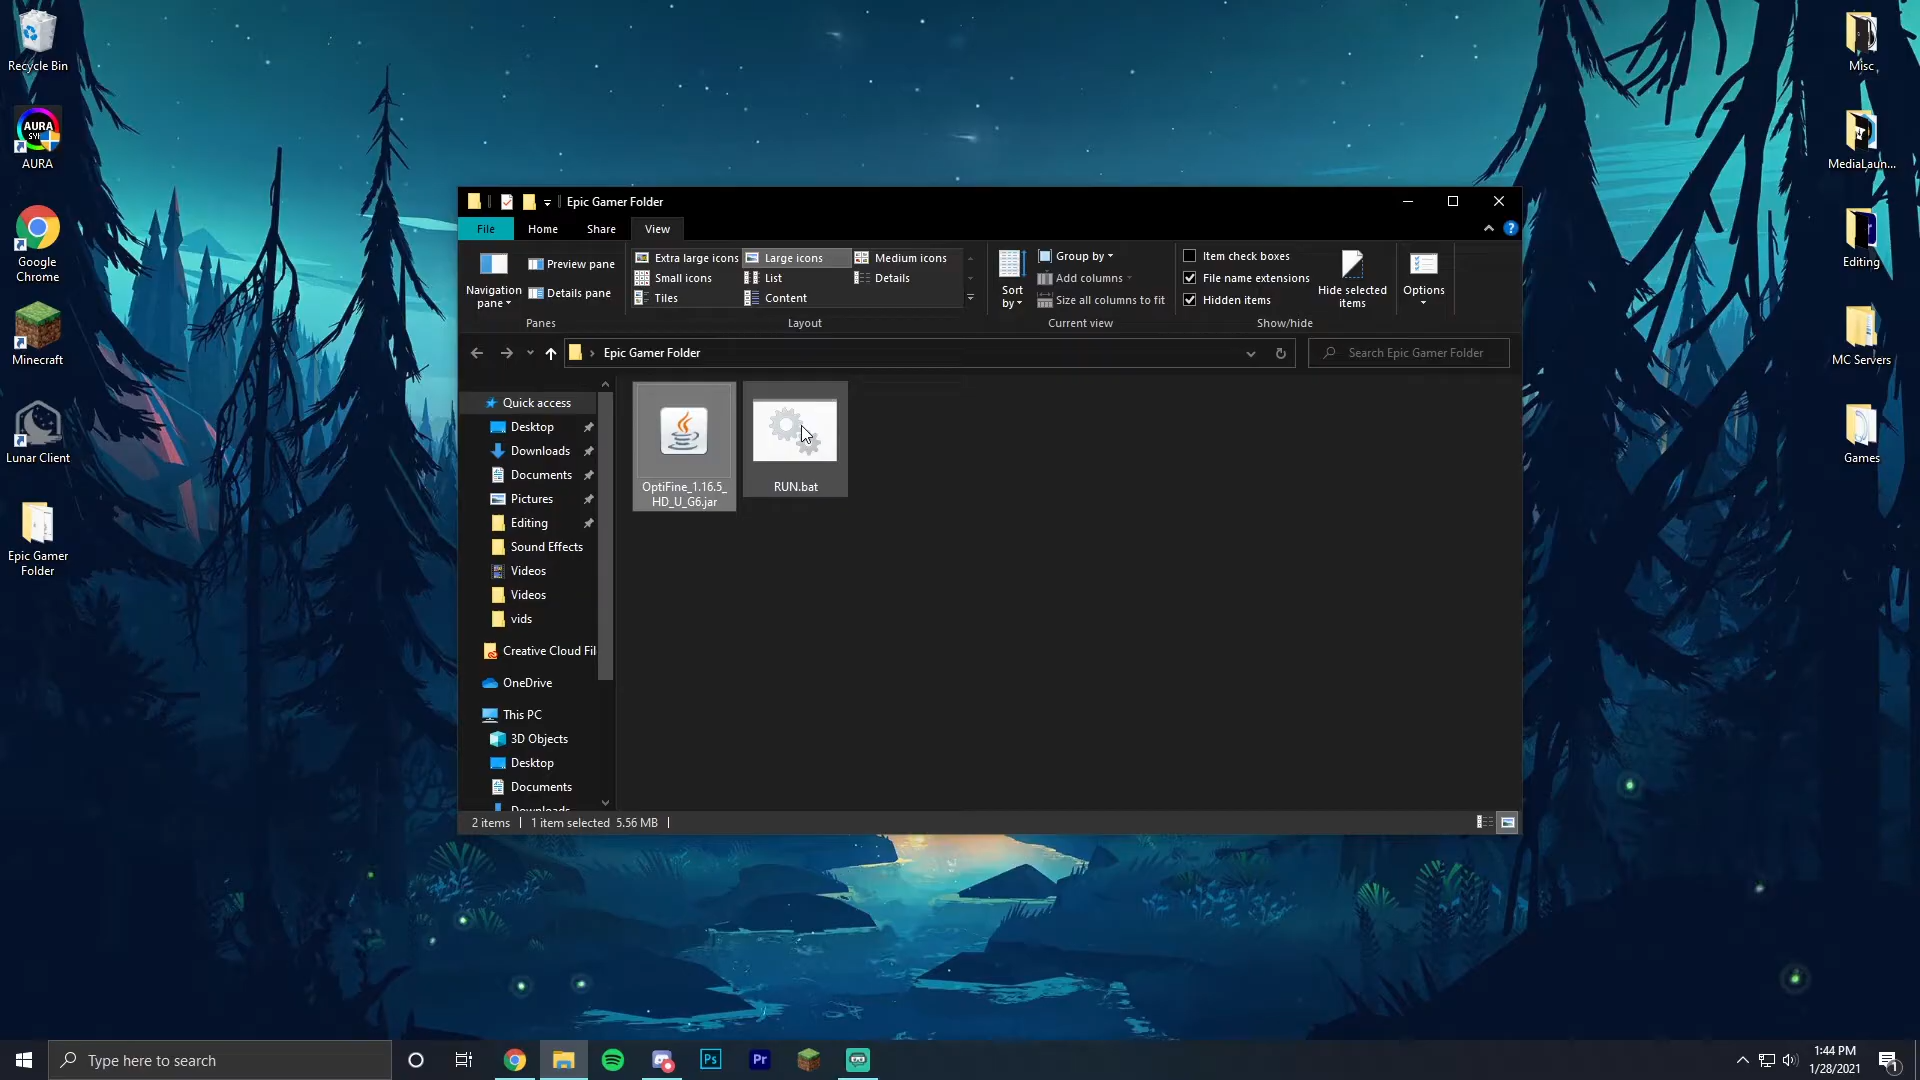 Recycle Bin
AURA
SYNC
AURA
Google
Chrome
Minecraft
Lunar Client
Epic Gamer
Folder
Misc
MediaLaun...
Editing
MC Servers
Games
Epic Gamer Folder
File
Home
Share
View
?
Navigation
pane
Preview pane
Details pane
Panes
Extra large icons
Large icons
Medium icons
Small icons
List
Details
Tiles
Content
Layout
Sort
by
Group by
Add columns
Size all columns to fit
Current view
Item check boxes
File name extensions
Hidden items
Hide selected
items
Show/hide
Options
Epic Gamer Folder
Search Epic Gamer Folder
Quick access
Desktop
Downloads
Documents
Pictures
Editing
Sound Effects
Videos
Videos
vids
Creative Cloud Fil
OneDrive
This PC
3D Objects
Desktop
Documents
Downloads
OptiFine_1.16.5_
HD_U_G6.jar
RUN.bat
2 items
1 item selected 5.56 MB
Type here to search
Ps
Pr
1:44 PM
1/28/2021
1